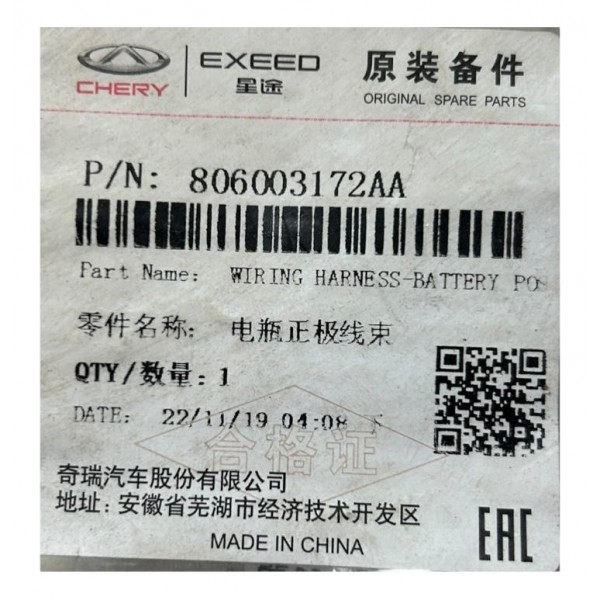 CHERY
EXEED
星途
原装备件
ORIGINAL SPARE PARTS
P/N: 806003172AA
Part Name: WIRING HARNESS-BATTERY POS
零件名称: 电瓶正极线束
QTY/数量: 1
DATE: 22/11/19 04:08 下
合格证
奇瑞汽车股份有限公司
地址: 安徽省芜湖市经济技术开发区
MADE IN CHINA
EAC